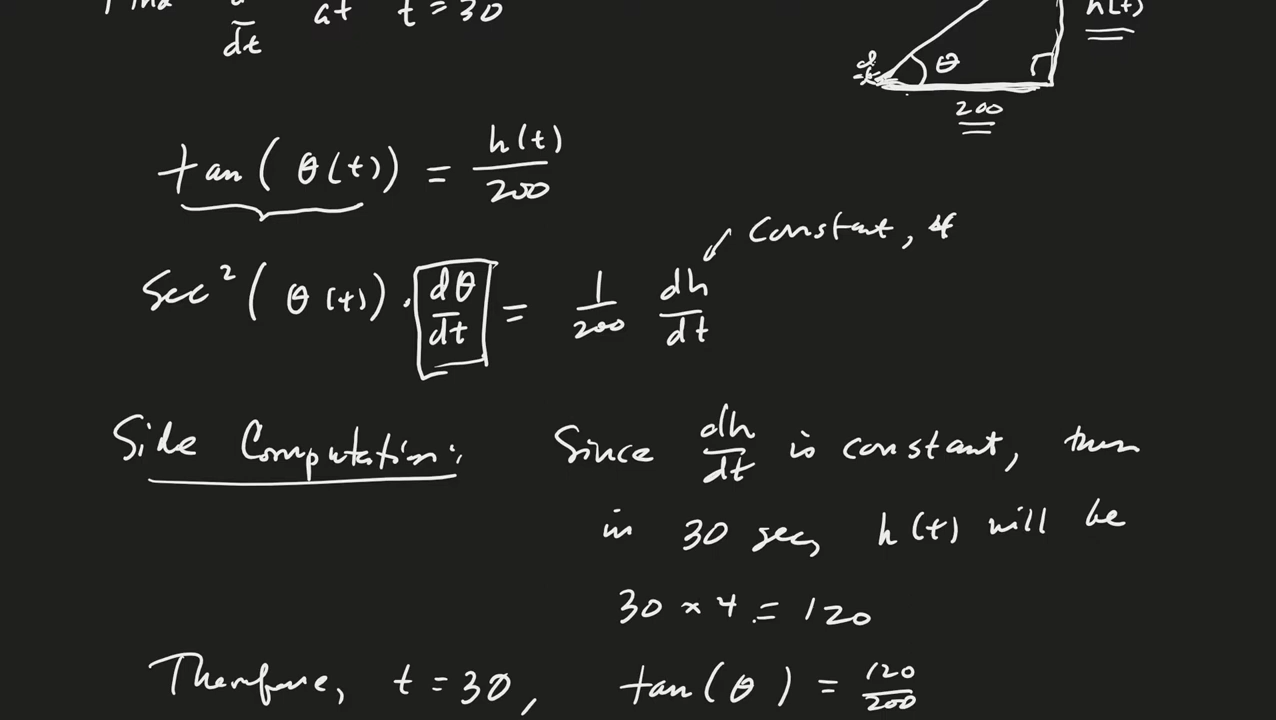 Find d/dt at t = 30
h(t)
θ
200
tan(θ(t)) = h(t)/200
constant, 4
sec²(θ(t)) · dθ/dt = 1/200 dh/dt
Side Computation: Since dh/dt is constant, then
in 30 sec, h(t) will be
30 × 4 = 120
Therefore, t = 30, tan(θ) = 120/200